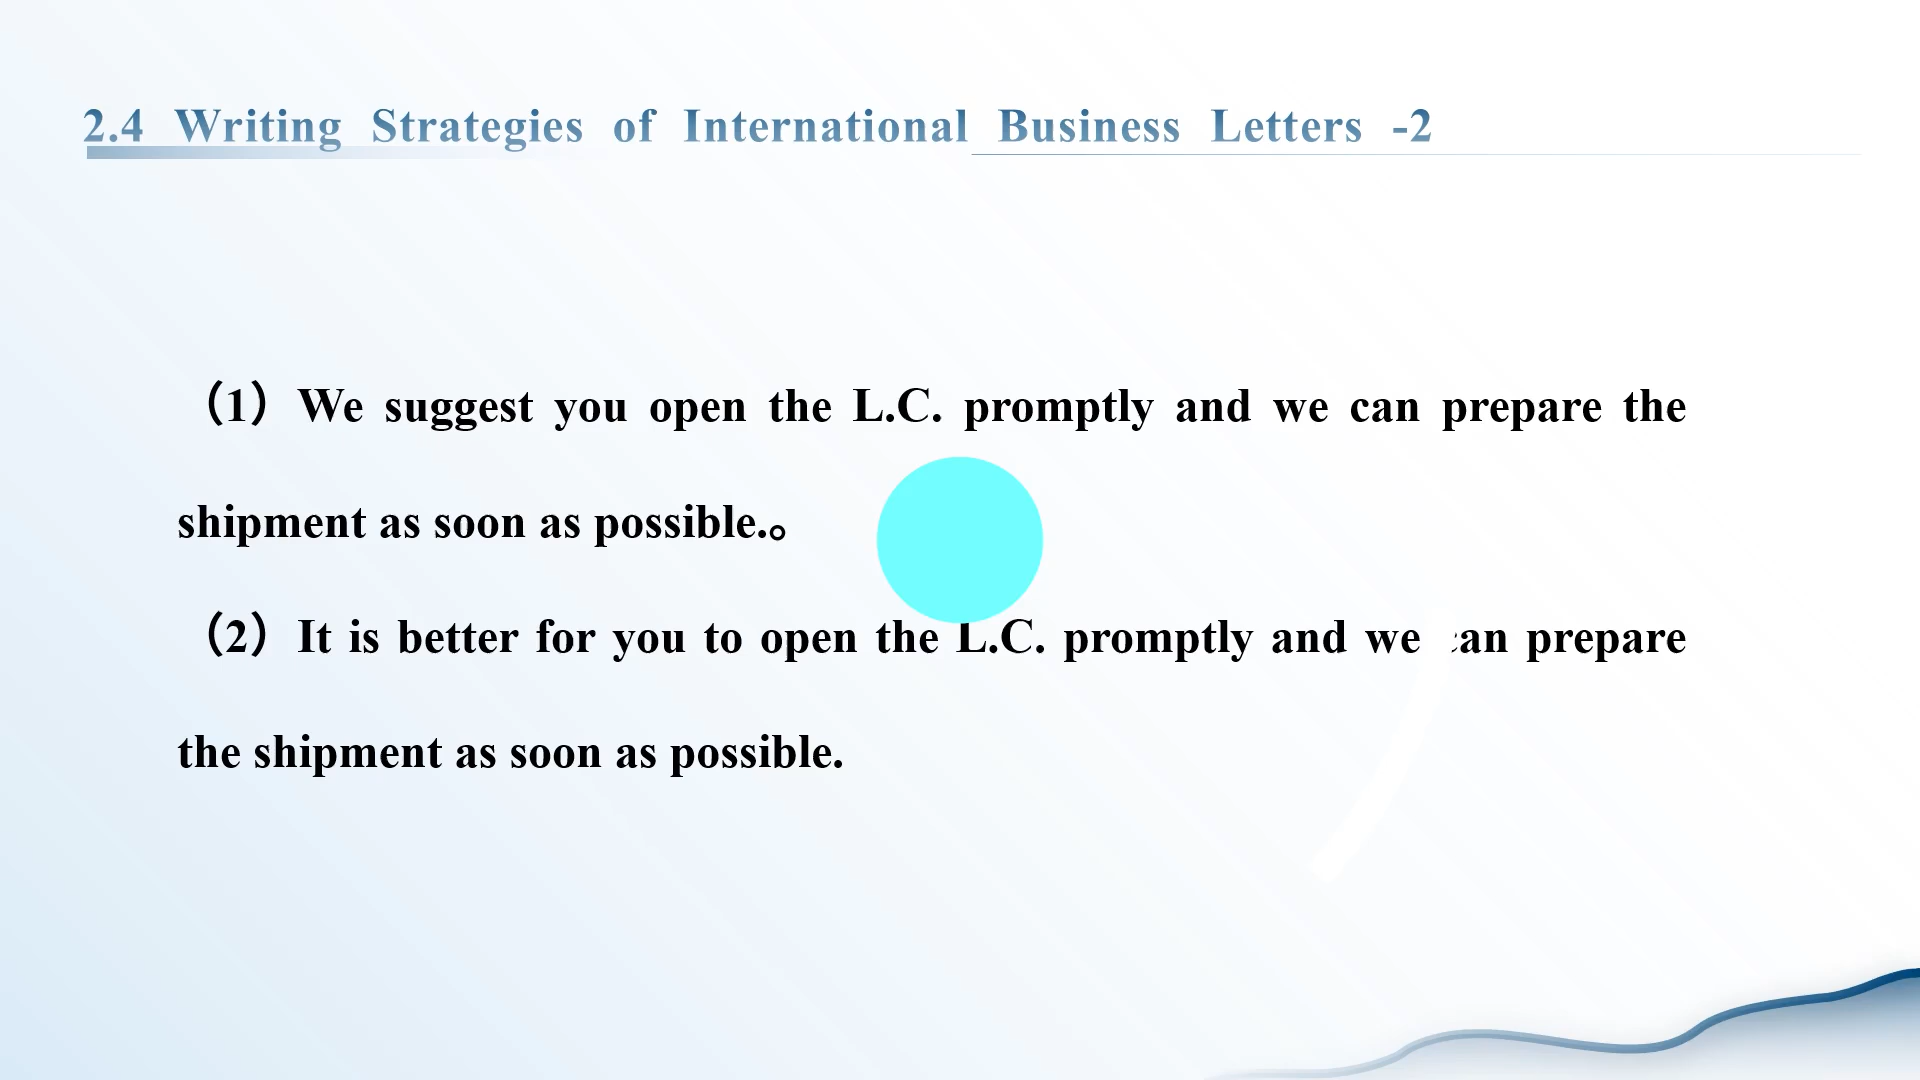 2.4 Writing Strategies of International Business Letters -2
（1）We suggest you open the L.C. promptly and we can prepare the
shipment as soon as possible.。
（2）It is better for you to open the L.C. promptly and we can prepare
the shipment as soon as possible.